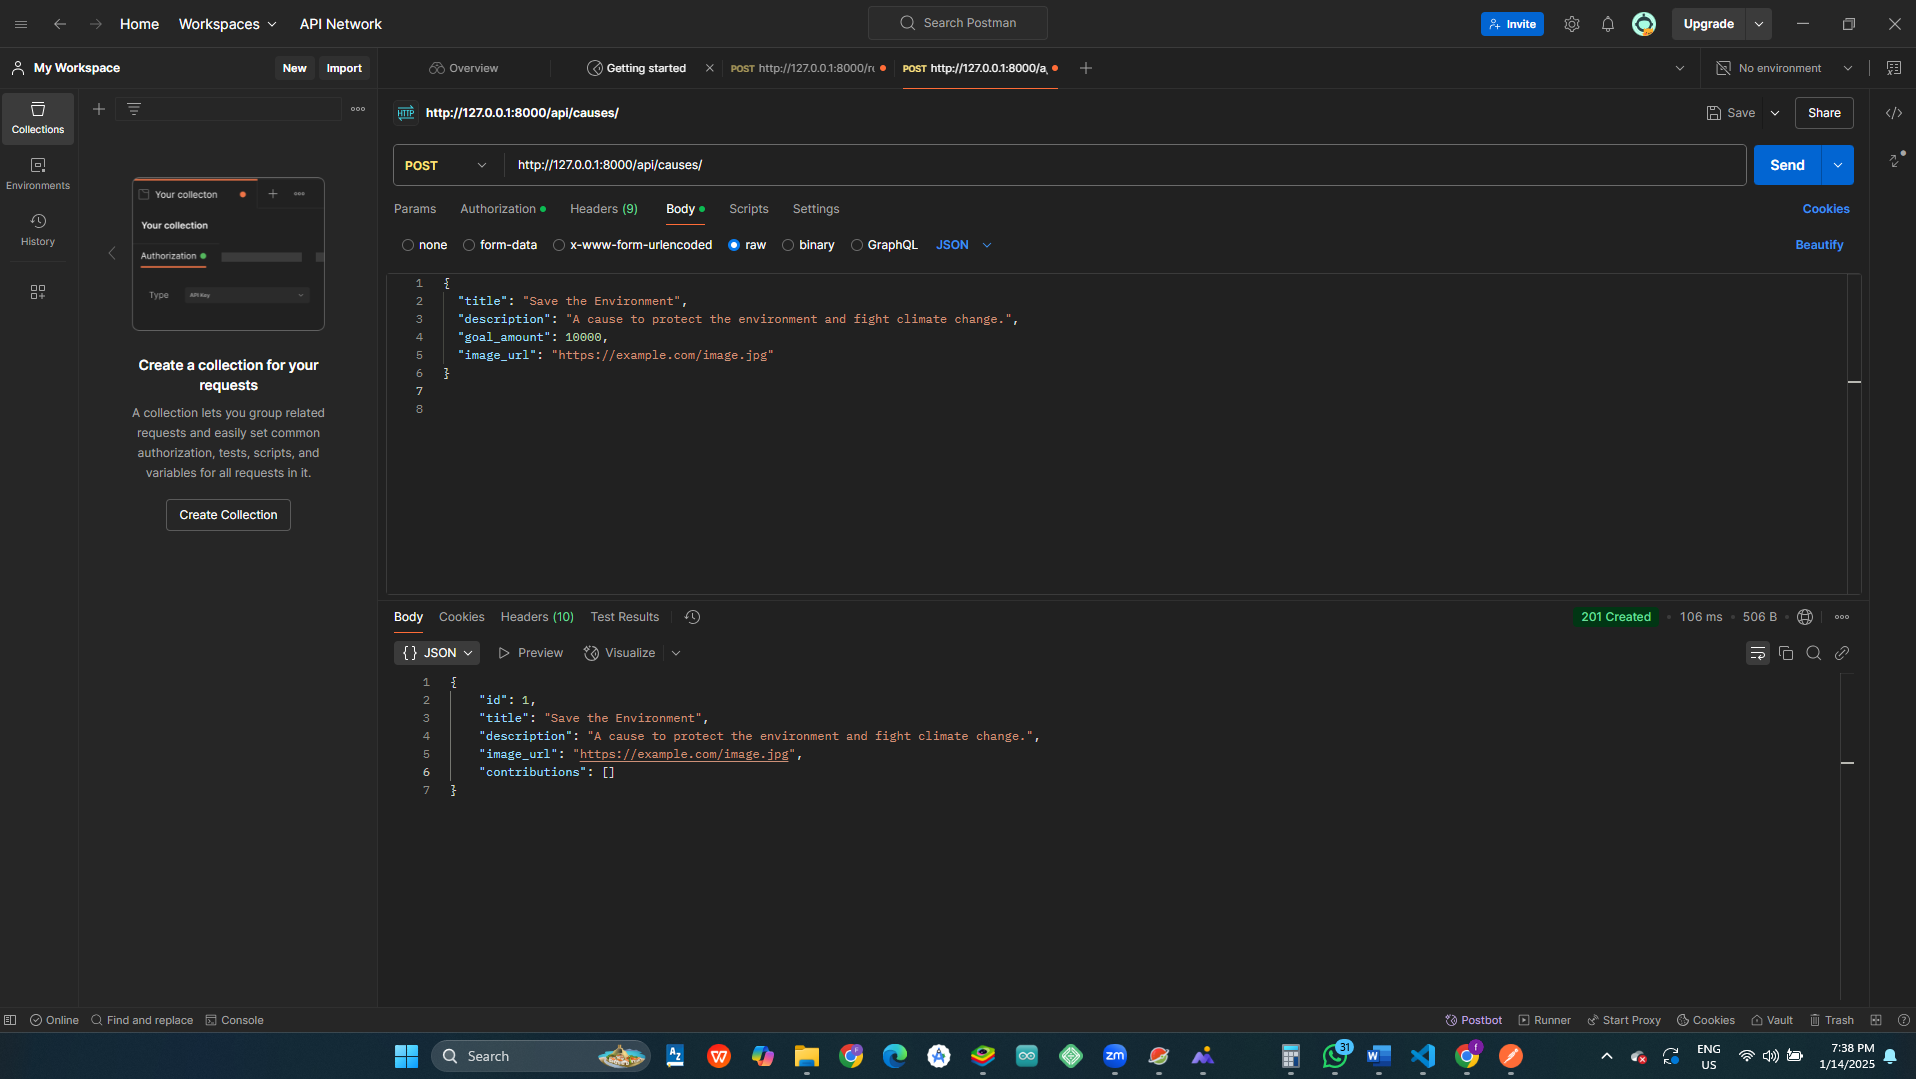 Home
Workspaces
API Network
Search Postman
Invite
Upgrade
My Workspace
New
Import
Overview
Getting started
POST http://127.0.0.1:8000/re
POST http://127.0.0.1:8000/a
No environment
Collections
Environments
History
Your collecton
Your collection
Authorization
Type
API Key
Create a collection for your
requests
A collection lets you group related
requests and easily set common
authorization, tests, scripts, and
variables for all requests in it.
Create Collection
HTTP
http://127.0.0.1:8000/api/causes/
Save
Share
POST
http://127.0.0.1:8000/api/causes/
Send
Params
Authorization
Headers (9)
Body
Scripts
Settings
Cookies
none
form-data
x-www-form-urlencoded
raw
binary
GraphQL
JSON
Beautify
1 {
2 "title": "Save the Environment",
3 "description": "A cause to protect the environment and fight climate change.",
4 "goal_amount": 10000,
5 "image_url": "https://example.com/image.jpg"
6 }
7
8
Body
Cookies
Headers (10)
Test Results
201 Created
106 ms
506 B
{} JSON
Preview
Visualize
1 {
2 "id": 1,
3 "title": "Save the Environment",
4 "description": "A cause to protect the environment and fight climate change.",
5 "image_url": "https://example.com/image.jpg",
6 "contributions": []
7 }
Online
Find and replace
Console
Postbot
Runner
Start Proxy
Cookies
Vault
Trash
Search
A
Z
W
zm
31
W
f
ENG
US
7:38 PM
1/14/2025